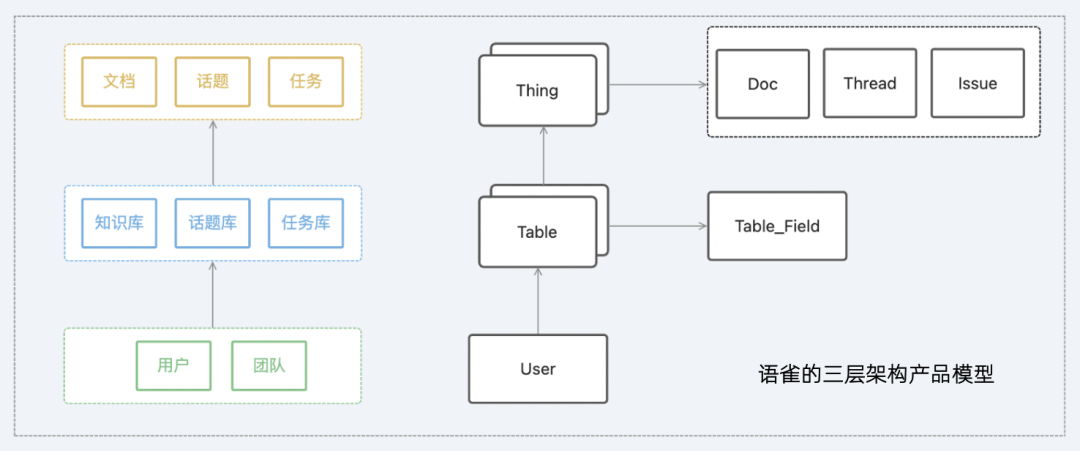 文档
话题
任务
Thing
Doc
Thread
Issue
知识库
话题库
任务库
Table
Table_Field
用户
团队
User
语雀的三层架构产品模型